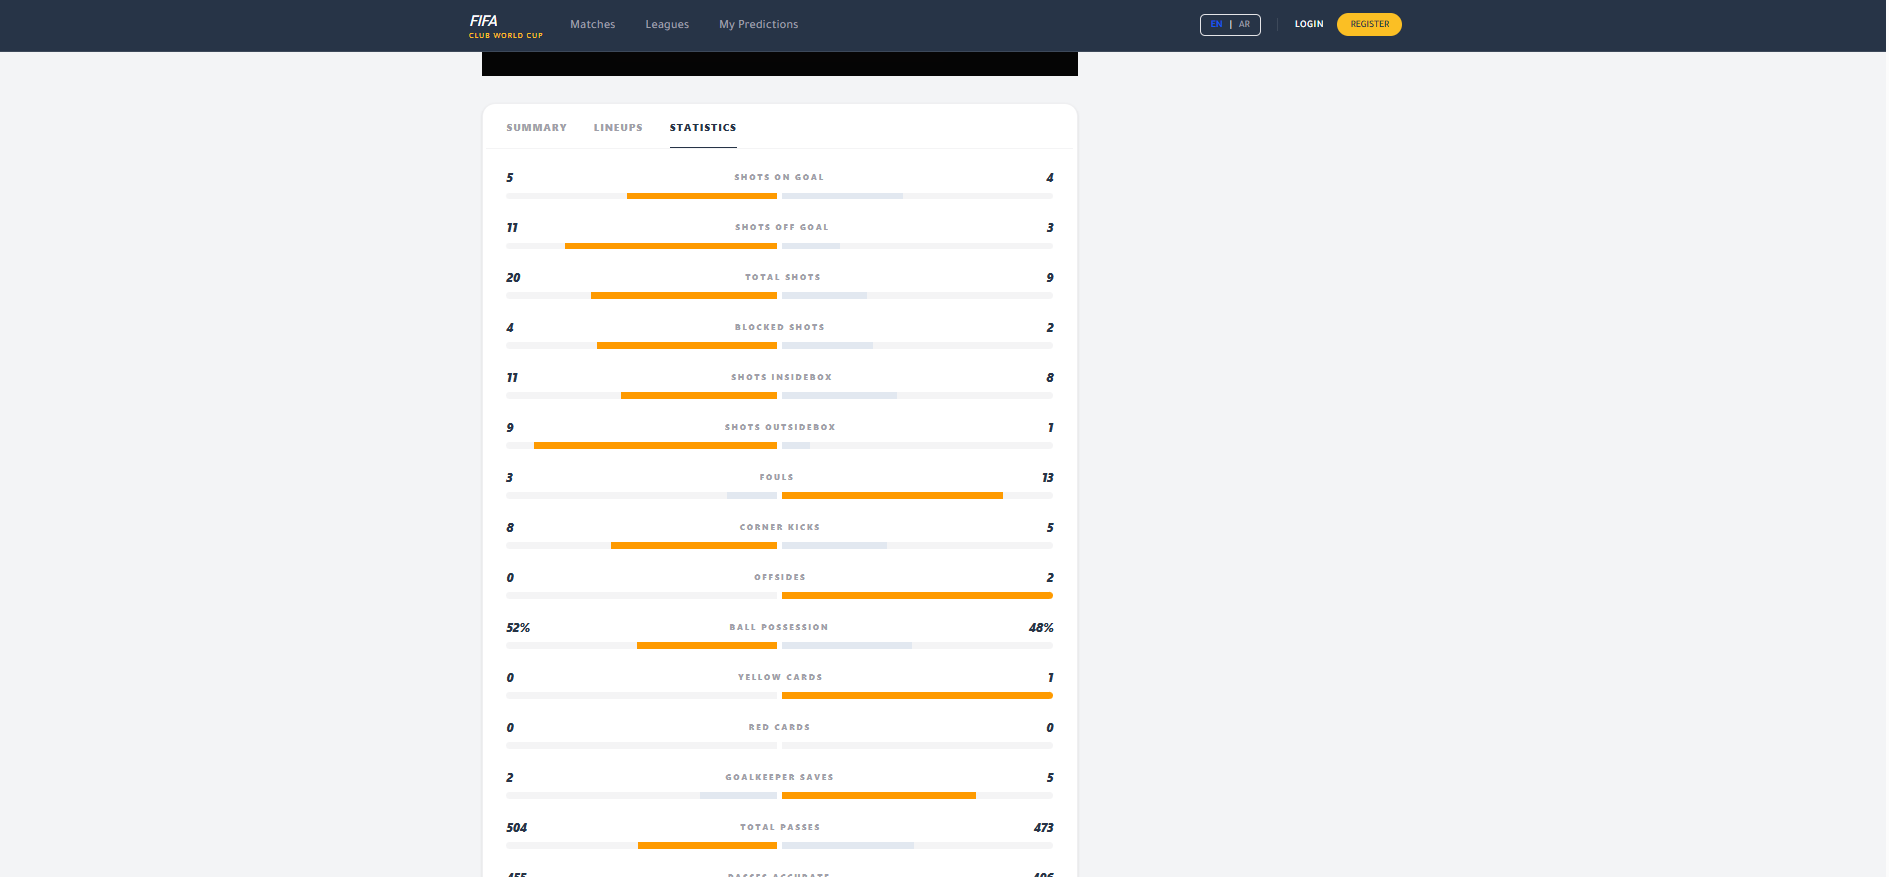 FIFA
CLUB WORLD CUP
Matches Leagues My Predictions
EN | AR LOGIN REGISTER
SUMMARY LINEUPS STATISTICS
5 SHOTS ON GOAL 4
11 SHOTS OFF GOAL 3
20 TOTAL SHOTS 9
4 BLOCKED SHOTS 2
11 SHOTS INSIDEBOX 8
9 SHOTS OUTSIDEBOX 1
3 FOULS 13
8 CORNER KICKS 5
0 OFFSIDES 2
52% BALL POSSESSION 48%
0 YELLOW CARDS 1
0 RED CARDS 0
2 GOALKEEPER SAVES 5
504 TOTAL PASSES 473
PASSES ACCURATE